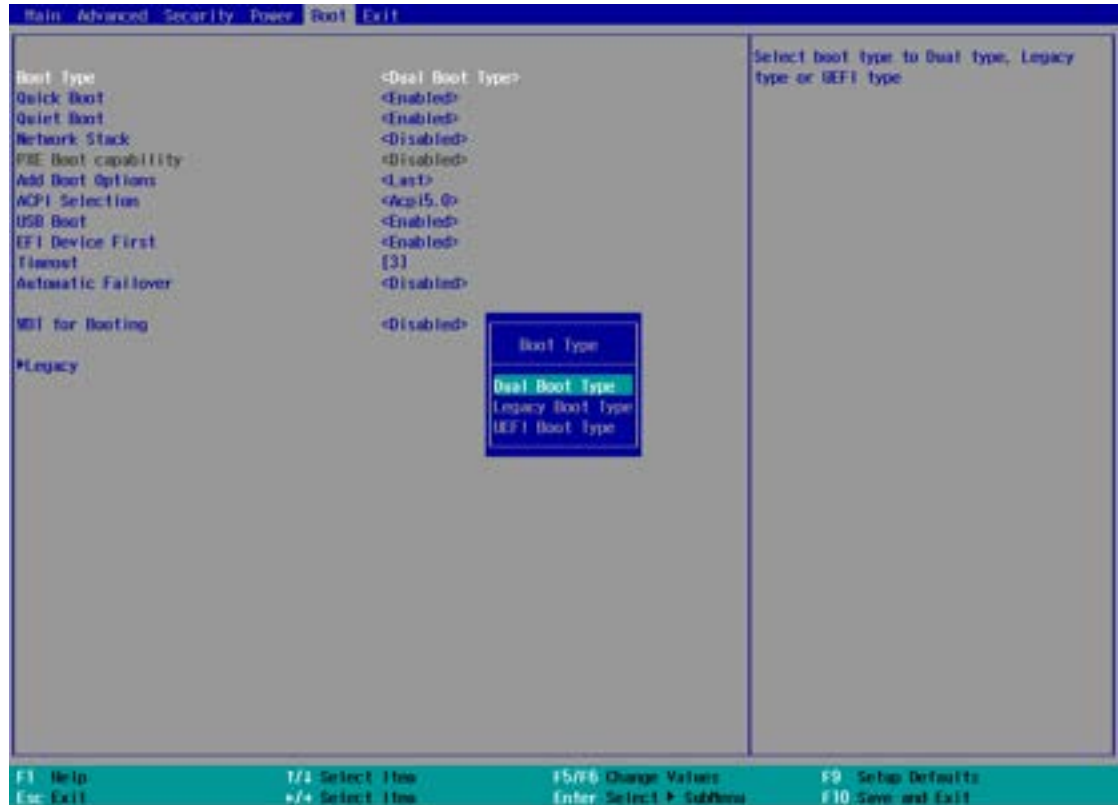 Main Advanced Security Power Boot Exit
Boot Type <Dual Boot Type>
Quick Boot <Enabled>
Quiet Boot <Enabled>
Network Stack <Disabled>
PXE Boot capability <Disabled>
Add Boot Options <Last>
ACPI Selection <Acpi5.0>
USB Boot <Enabled>
EFI Device First <Enabled>
Timeout [3]
Automatic Failover <Disabled>
WDT for Booting <Disabled>
▶Legacy
Boot Type
Dual Boot Type
Legacy Boot Type
UEFI Boot Type
Select boot type to Dual type, Legacy
type or UEFI type
F1 Help ↑/↓ Select Item F5/F6 Change Values F9 Setup Defaults
Esc Exit Select Item Enter Select ▶ SubMenu F10 Save and Exit